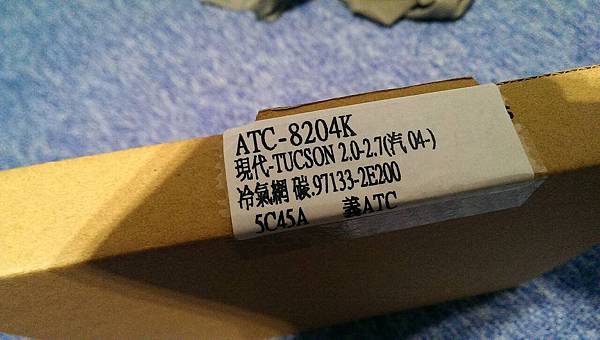 ATC-8204K
現代-TUCSON 2.0-2.7(汽, 04-)
冷氣網 碳.97133-2E200
5C45A 義ATC